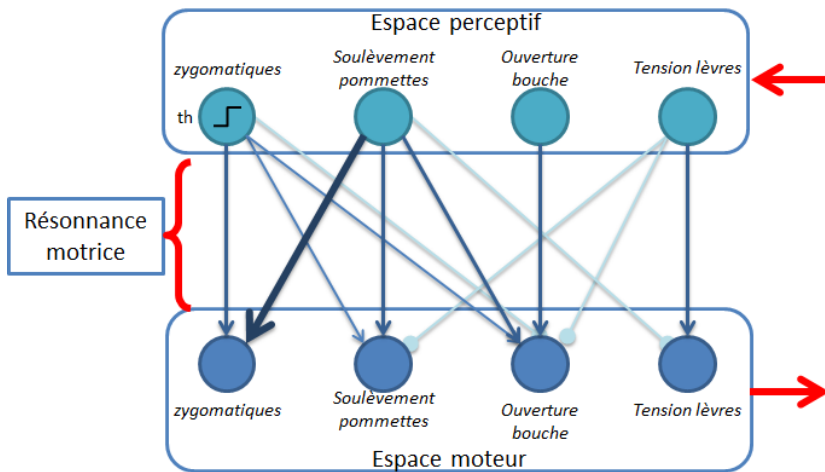 Espace perceptif
zygomatiques
Soulèvement
pommettes
Ouverture
bouche
Tension lèvres
th
Résonnance
motrice
zygomatiques
Soulèvement
pommettes
Ouverture
bouche
Tension lèvres
Espace moteur